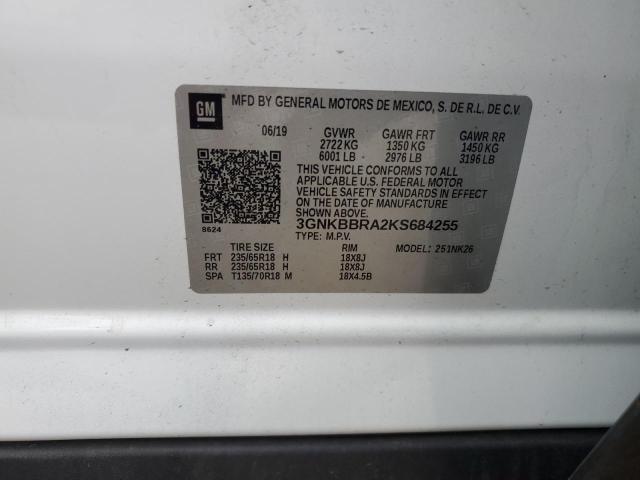 GM
MFD BY GENERAL MOTORS DE MEXICO, S. DE R.L. DE C.V.
06/19 GVWR GAWR FRT GAWR RR
2722 KG 1350 KG 1450 KG
6001 LB 2976 LB 3196 LB
THIS VEHICLE CONFORMS TO ALL
APPLICABLE U.S. FEDERAL MOTOR
VEHICLE SAFETY STANDARDS IN EFFECT
ON THE DATE OF MANUFACTURE
SHOWN ABOVE.
3GNKBBRA2KS684255
8624
TYPE: M.P.V. MODEL: 251NK26
TIRE SIZE RIM
FRT 235/65R18 H 18X8J
RR 235/65R18 H 18X8J
SPA T135/70R18 M 18X4.5B